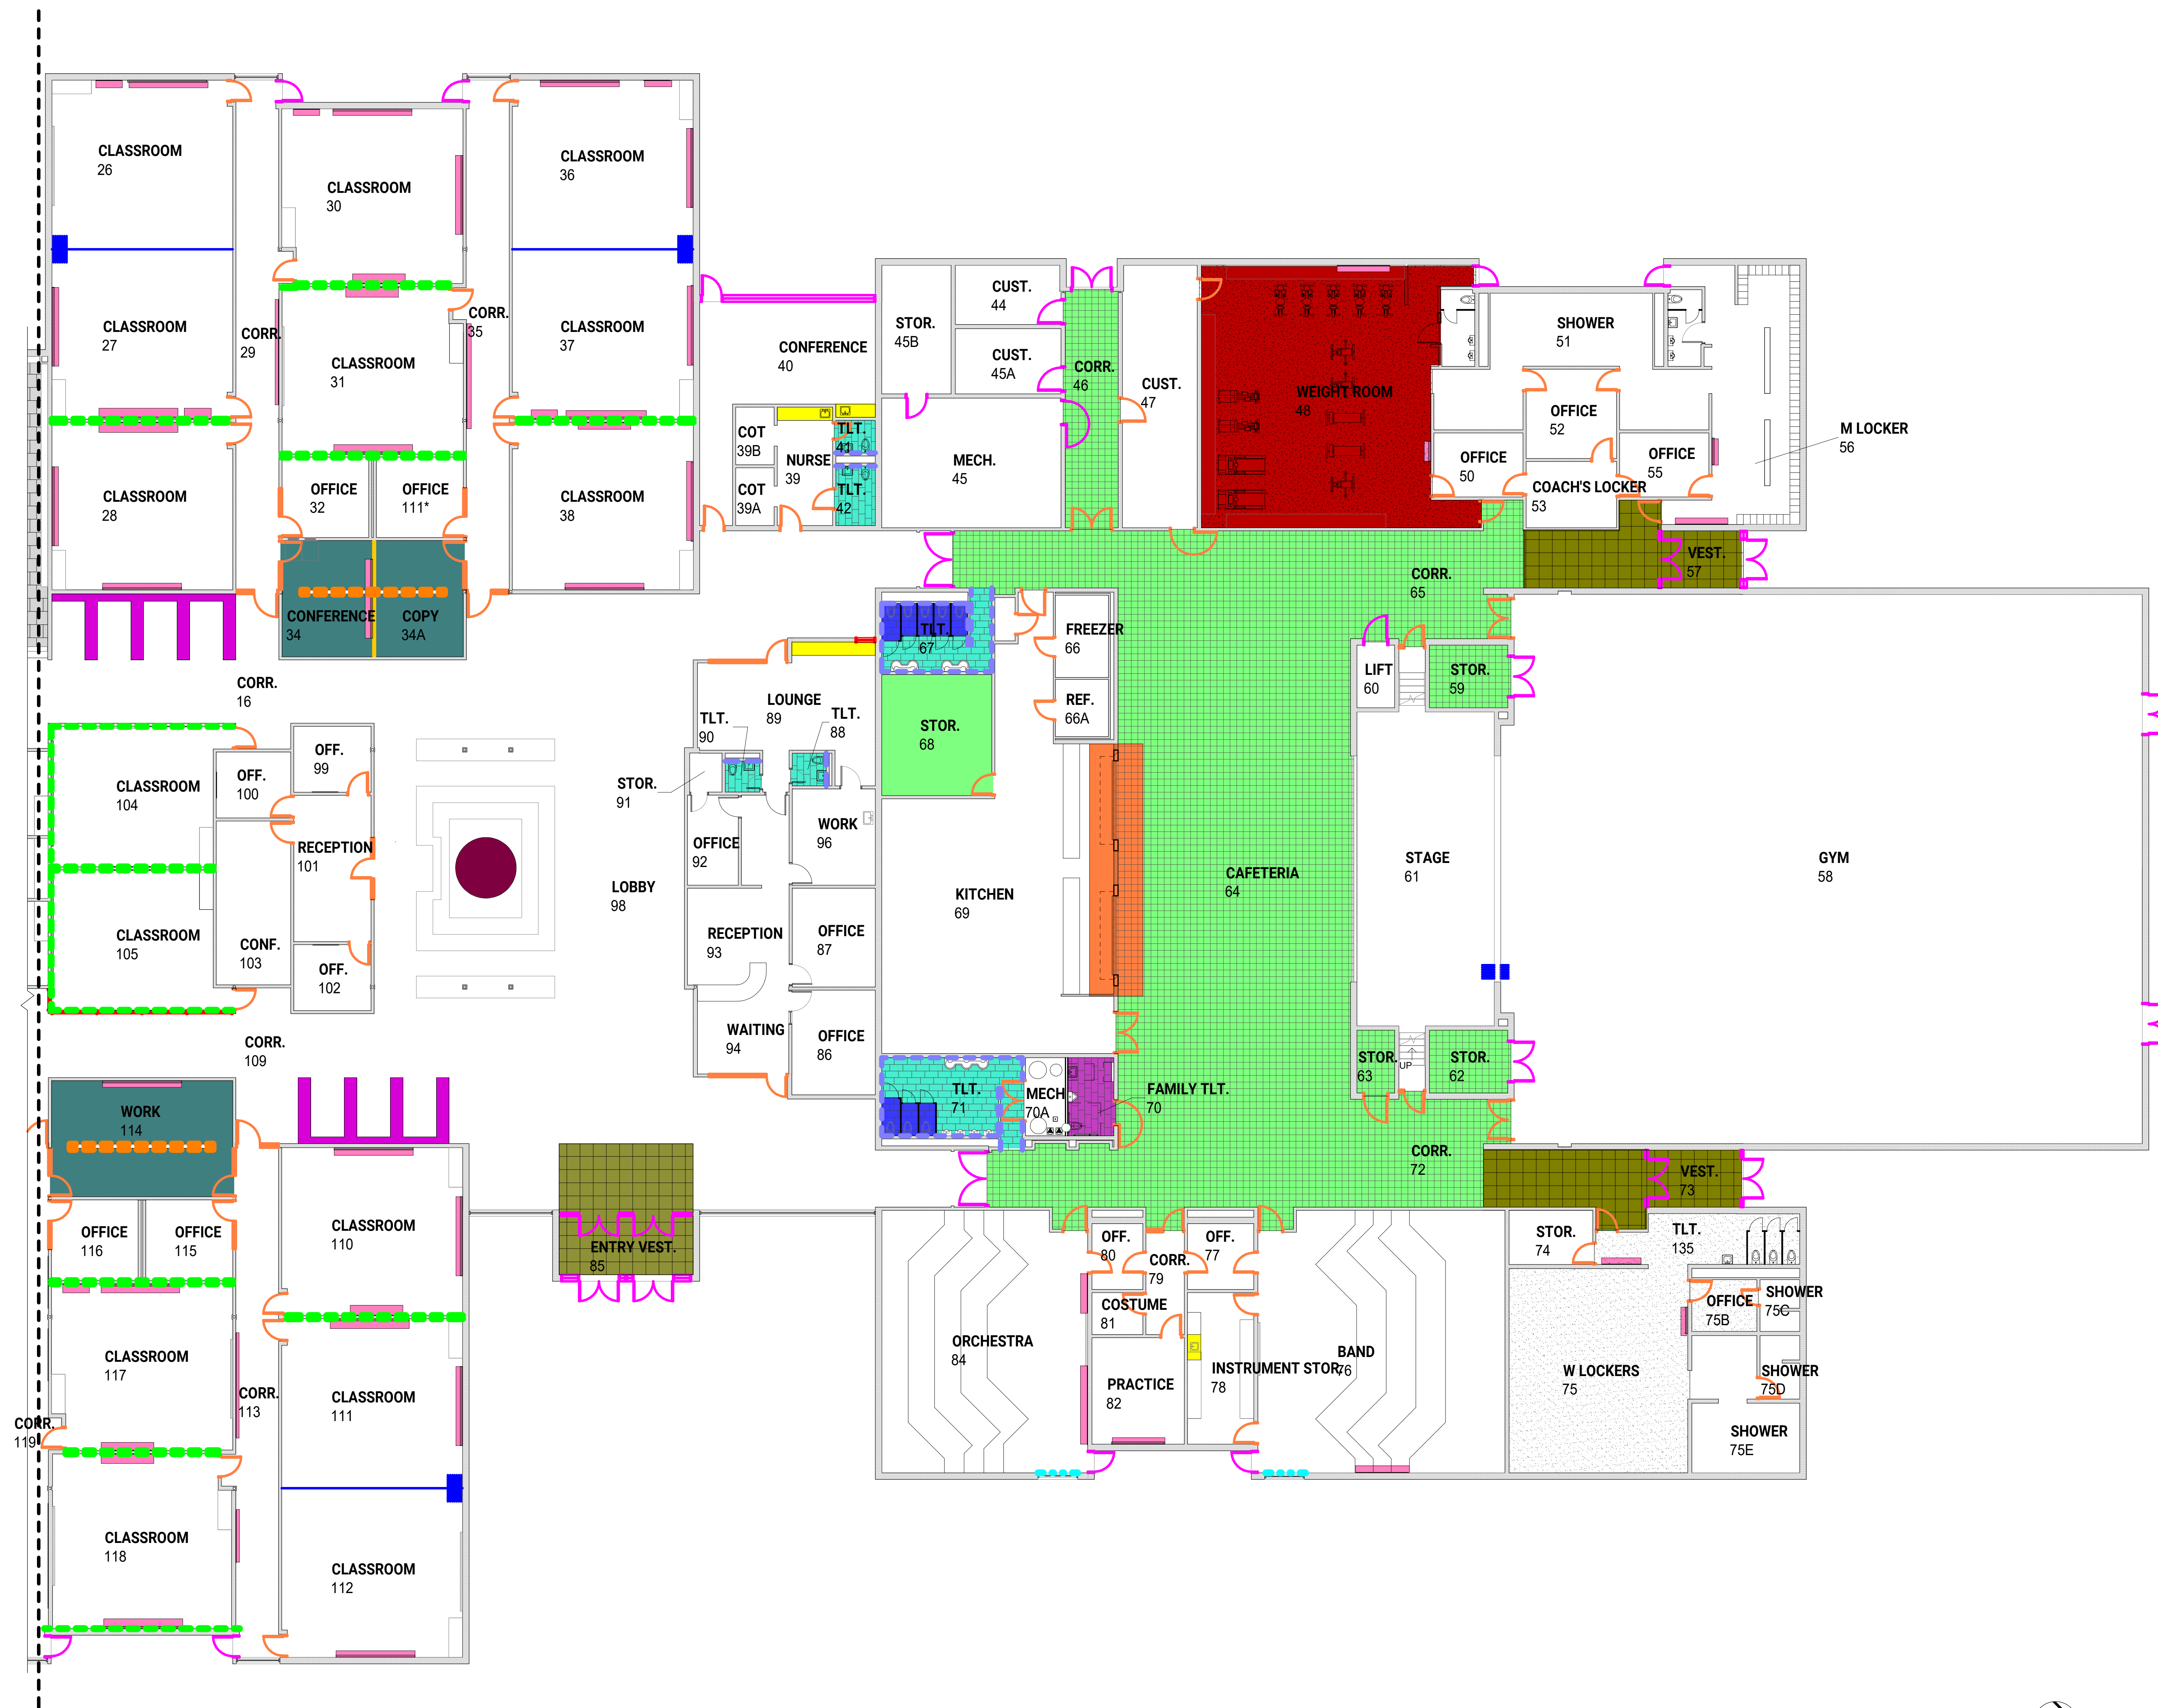 CLASSROOM
26
CLASSROOM
30
CLASSROOM
36
CLASSROOM
27
CORR.
29
CLASSROOM
31
CORR.
35
CLASSROOM
37
CLASSROOM
28
OFFICE
32
OFFICE
111*
CLASSROOM
38
CONFERENCE
34
COPY
34A
CONFERENCE
40
COT
39B
NURSE
39
COT
39A
TLT.
41
TLT.
42
STOR.
45B
CUST.
44
CUST.
45A
CORR.
46
MECH.
45
CUST.
47
WEIGHT ROOM
48
SHOWER
51
OFFICE
52
OFFICE
50
COACH'S LOCKER
53
OFFICE
55
M LOCKER
56
VEST.
57
CORR.
65
CORR.
16
LOUNGE
89
TLT.
90
TLT.
88
TLT.
67
STOR.
68
FREEZER
66
REF.
66A
LIFT
60
STOR.
59
CLASSROOM
104
OFF.
99
OFF.
100
RECEPTION
101
CLASSROOM
105
CONF.
103
OFF.
102
STOR.
91
OFFICE
92
WORK
96
LOBBY
98
RECEPTION
93
OFFICE
87
WAITING
94
OFFICE
86
KITCHEN
69
CAFETERIA
64
STAGE
61
GYM
58
CORR.
109
STOR.
63
UP
STOR.
62
TLT.
71
MECH
70A
FAMILY TLT.
70
CORR.
72
VEST.
73
WORK
114
OFFICE
116
OFFICE
115
CLASSROOM
110
ENTRY VEST.
85
CLASSROOM
117
CORR.
113
CLASSROOM
111
CORR.
119
CLASSROOM
118
CLASSROOM
112
ORCHESTRA
84
OFF.
80
CORR.
79
OFF.
77
COSTUME
81
PRACTICE
82
INSTRUMENT STOR.
78
BAND
76
STOR.
74
TLT.
135
OFFICE
75B
SHOWER
75C
W LOCKERS
75
SHOWER
75D
SHOWER
75E